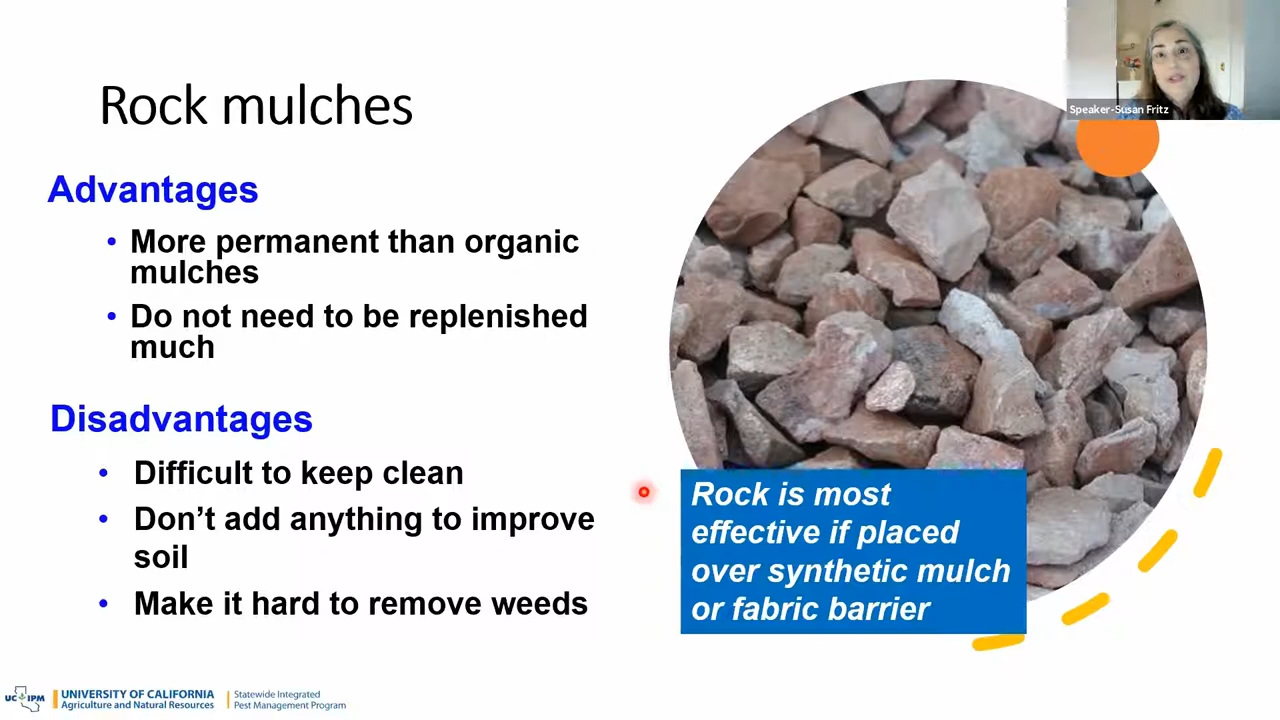 Speaker-Susan Fritz
Rock mulches
Advantages
• More permanent than organic
mulches
• Do not need to be replenished
much
Disadvantages
• Difficult to keep clean
• Don’t add anything to improve
soil
• Make it hard to remove weeds
Rock is most
effective if placed
over synthetic mulch
or fabric barrier
UC IPM
UNIVERSITY OF CALIFORNIA
Agriculture and Natural Resources
Statewide Integrated
Pest Management Program